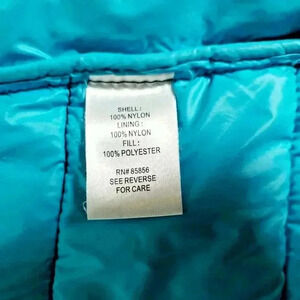 SHELL:
100% NYLON
LINING:
100% NYLON
FILL:
100% POLYESTER
RN# 85856
SEE REVERSE
FOR CARE